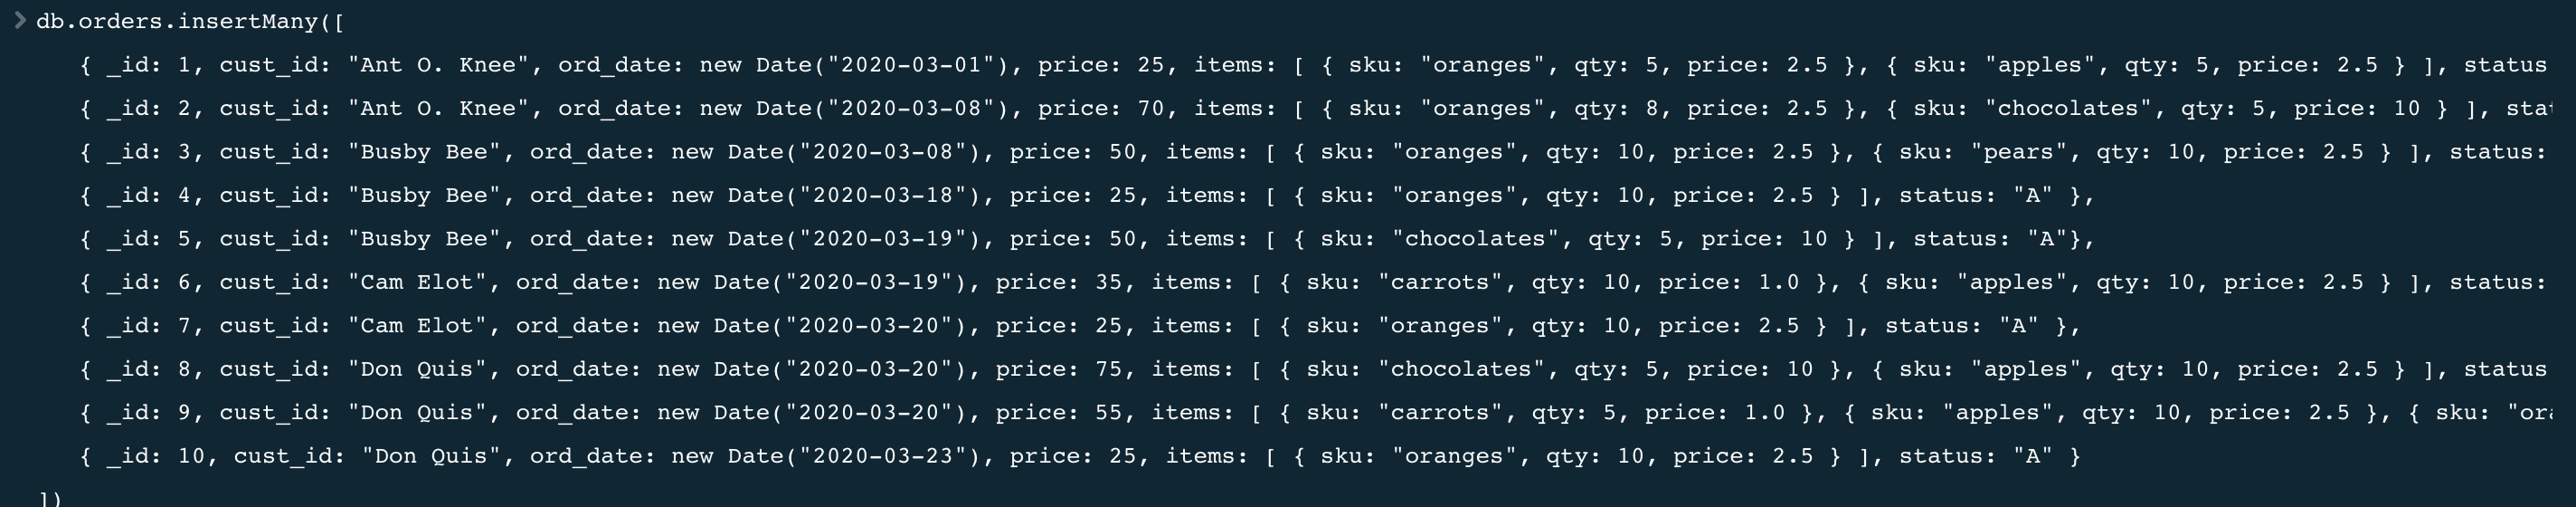 db.orders.insertMany([
{ _id: 1, cust_id: "Ant O. Knee", ord_date: new Date("2020-03-01"), price: 25, items: [ { sku: "oranges", qty: 5, price: 2.5 }, { sku: "apples", qty: 5, price: 2.5 } ], status
{ _id: 2, cust_id: "Ant O. Knee", ord_date: new Date("2020-03-08"), price: 70, items: [ { sku: "oranges", qty: 8, price: 2.5 }, { sku: "chocolates", qty: 5, price: 10 } ],
{ _id: 3, cust_id: "Busby Bee", ord_date: new Date("2020-03-08"), price: 50, items: [ { sku: "oranges", qty: 10, price: 2.5 }, { sku: "pears", qty: 10, price: 2.5 } ], status:
{ _id: 4, cust_id: "Busby Bee", ord_date: new Date("2020-03-18"), price: 25, items: [ { sku: "oranges", qty: 10, price: 2.5 } ], status: "A" },
{ _id: 5, cust_id: "Busby Bee", ord_date: new Date("2020-03-19"), price: 50, items: [ { sku: "chocolates", qty: 5, price: 10 } ], status: "A"},
{ _id: 6, cust_id: "Cam Elot", ord_date: new Date("2020-03-19"), price: 35, items: [ { sku: "carrots", qty: 10, price: 1.0 }, { sku: "apples", qty: 10, price: 2.5 } ], status:
{ _id: 7, cust_id: "Cam Elot", ord_date: new Date("2020-03-20"), price: 25, items: [ { sku: "oranges", qty: 10, price: 2.5 } ], status: "A" },
{ _id: 8, cust_id: "Don Quis", ord_date: new Date("2020-03-20"), price: 75, items: [ { sku: "chocolates", qty: 5, price: 10 }, { sku: "apples", qty: 10, price: 2.5 } ], status
{ _id: 9, cust_id: "Don Quis", ord_date: new Date("2020-03-20"), price: 55, items: [ { sku: "carrots", qty: 5, price: 1.0 }, { sku: "apples", qty: 10, price: 2.5 }, { sku:
{ _id: 10, cust_id: "Don Quis", ord_date: new Date("2020-03-23"), price: 25, items: [ { sku: "oranges", qty: 10, price: 2.5 } ], status: "A" }
])